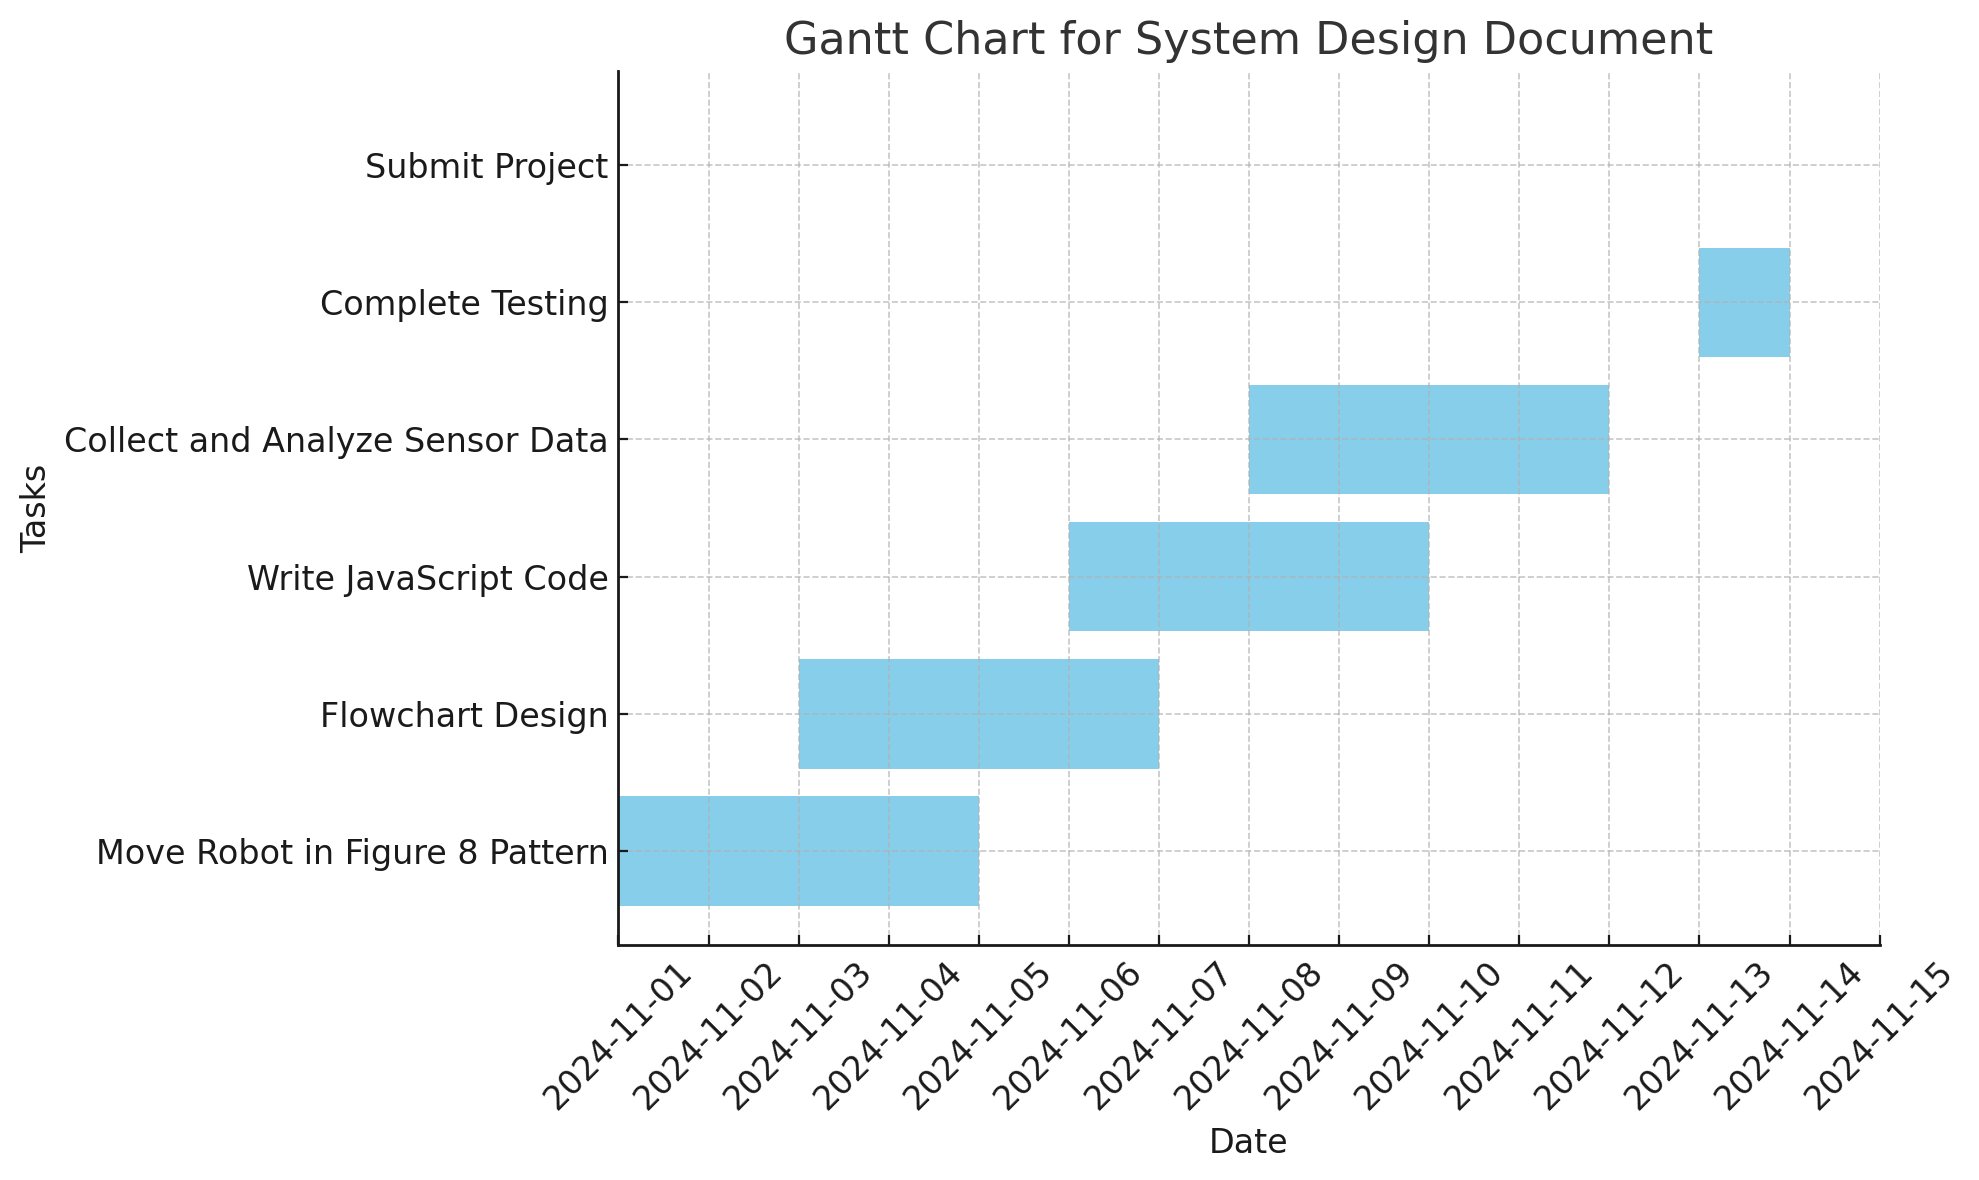 Gantt Chart for System Design Document
Submit Project
Complete Testing
Collect and Analyze Sensor Data
Write JavaScript Code
Flowchart Design
Move Robot in Figure 8 Pattern
Tasks
2024-11-01
2024-11-02
2024-11-03
2024-11-04
2024-11-05
2024-11-06
2024-11-07
2024-11-08
2024-11-09
2024-11-10
2024-11-11
2024-11-12
2024-11-13
2024-11-14
2024-11-15
Date